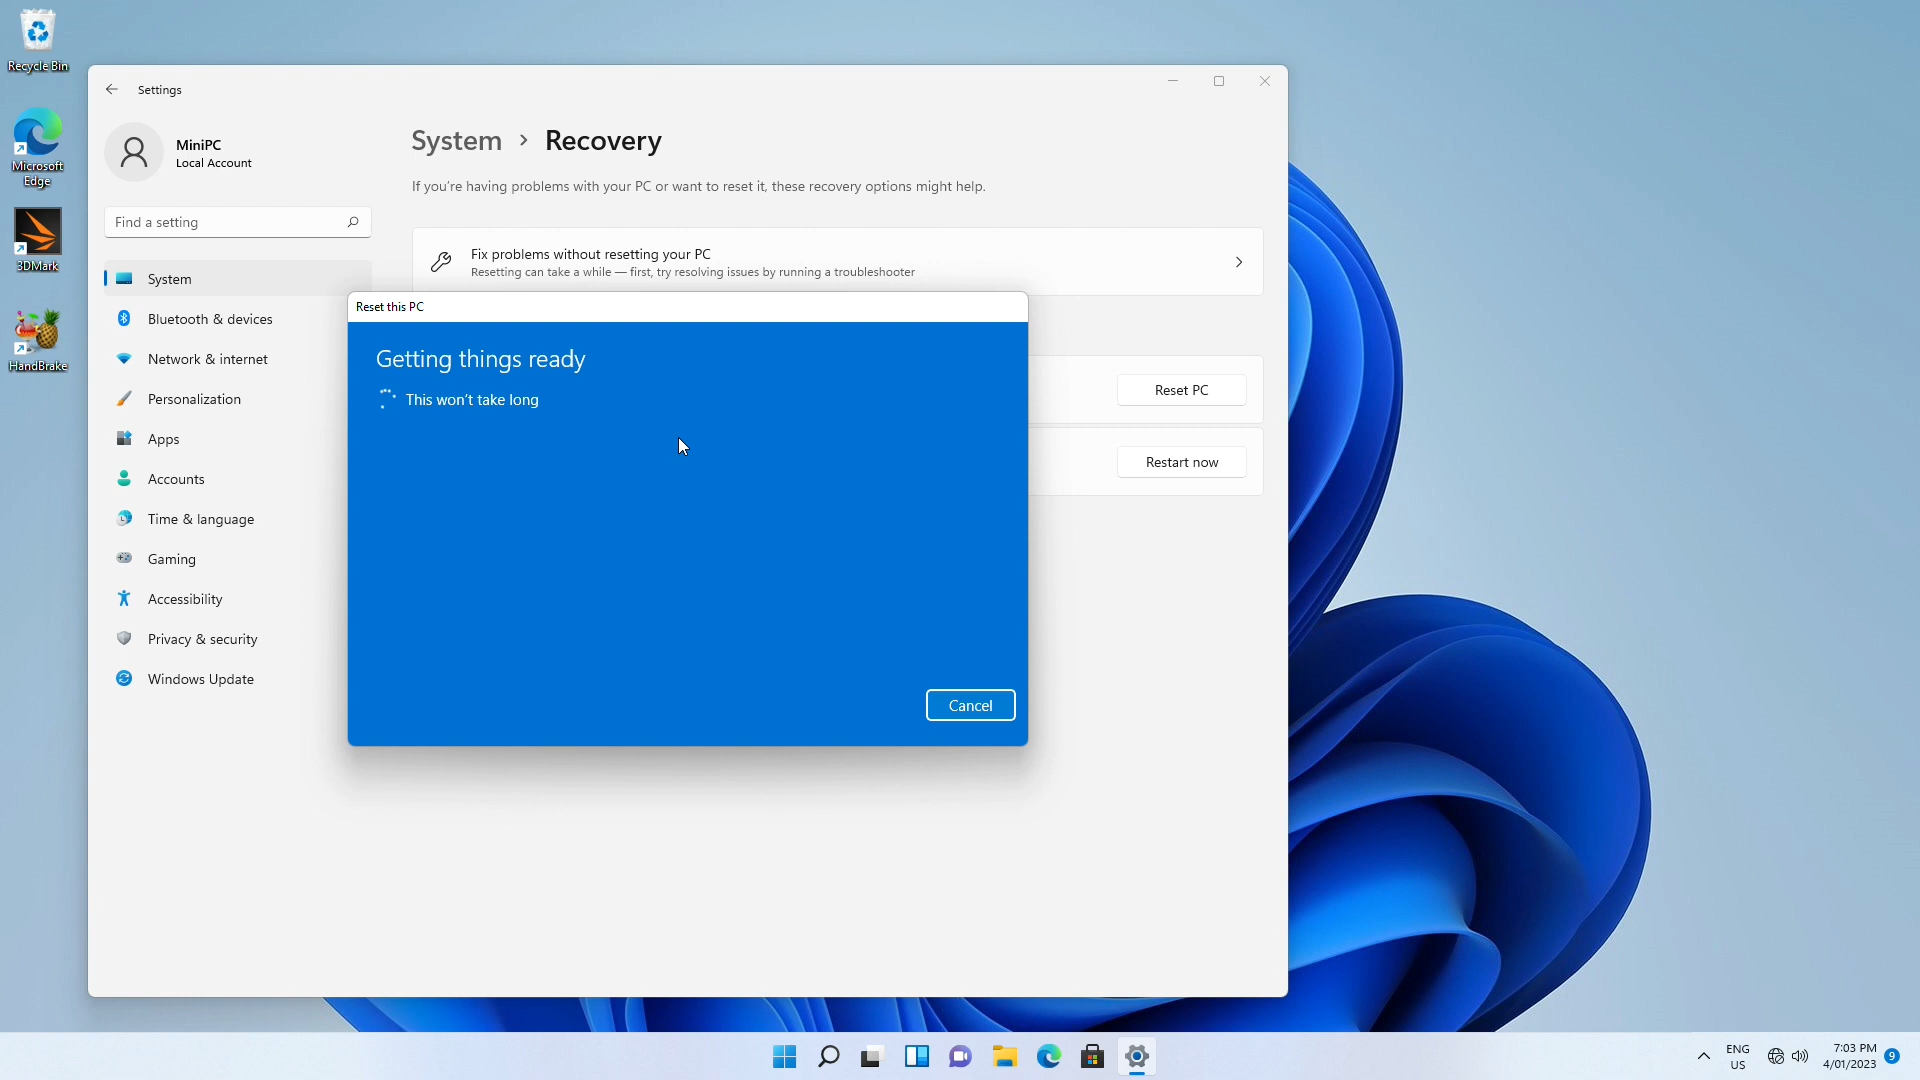 Recycle Bin
Microsoft
Edge
3DMark
HandBrake
Settings
MiniPC
Local Account
Find a setting
System
Bluetooth & devices
Network & internet
Personalization
Apps
Accounts
Time & language
Gaming
Accessibility
Privacy & security
Windows Update
System > Recovery
If you're having problems with your PC or want to reset it, these recovery options might help.
Fix problems without resetting your PC
Resetting can take a while — first, try resolving issues by running a troubleshooter
Reset PC
Restart now
Reset this PC
Getting things ready
This won't take long
Cancel
ENG
US
7:03 PM
4/01/2023
9